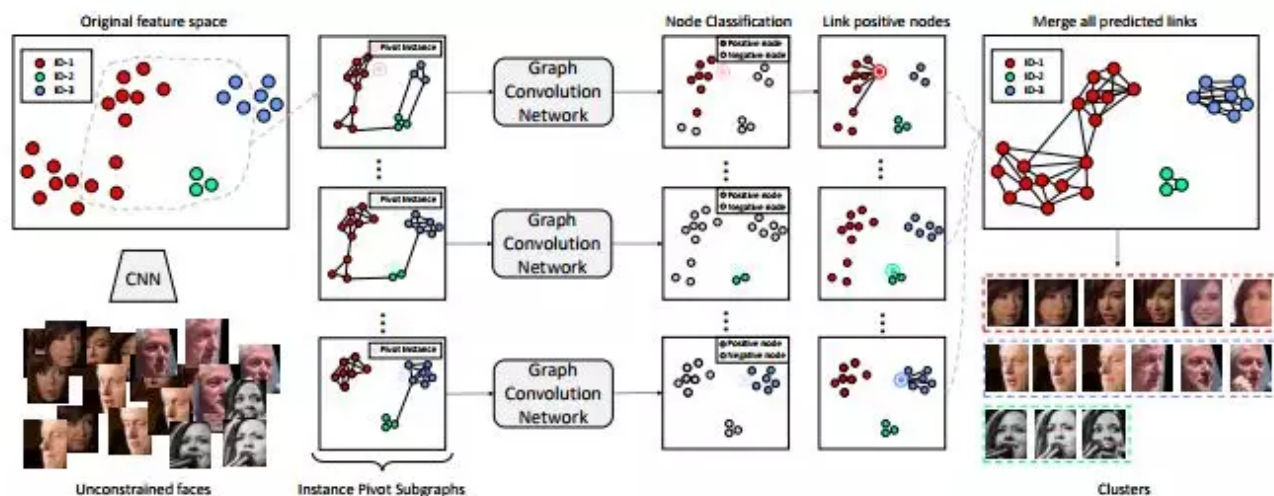 Original feature space
Node Classification
Link positive nodes
Merge all predicted links
ID-1
ID-2
ID-3
Pivot Instance
Graph
Convolution
Network
Positive node
Negative node
ID-1
ID-2
ID-3
Pivot Instance
Graph
Convolution
Network
Positive node
Negative node
CNN
Pivot Instance
Graph
Convolution
Network
Positive node
Negative node
Unconstrained faces
Instance Pivot Subgraphs
Clusters